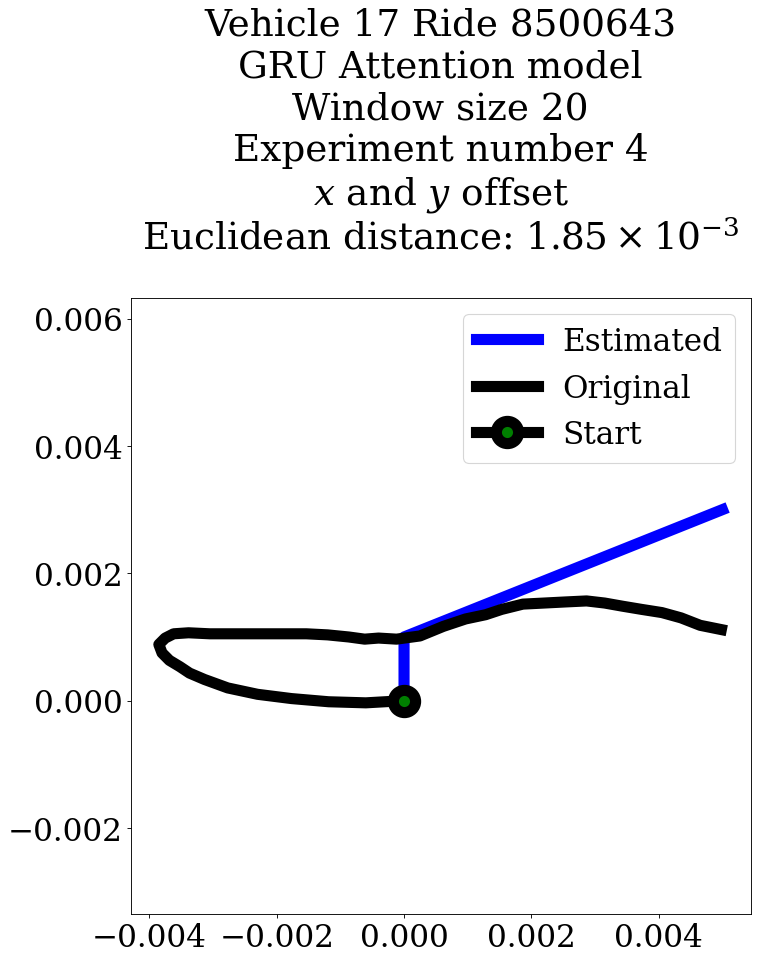 Vehicle 17 Ride 8500643
GRU Attention model
Window size 20
Experiment number 4
x and y offset
Euclidean distance: 1.85 × 10⁻³
Estimated
Original
Start
0.006
0.004
0.002
0.000
−0.002
−0.004 −0.002 0.000 0.002 0.004